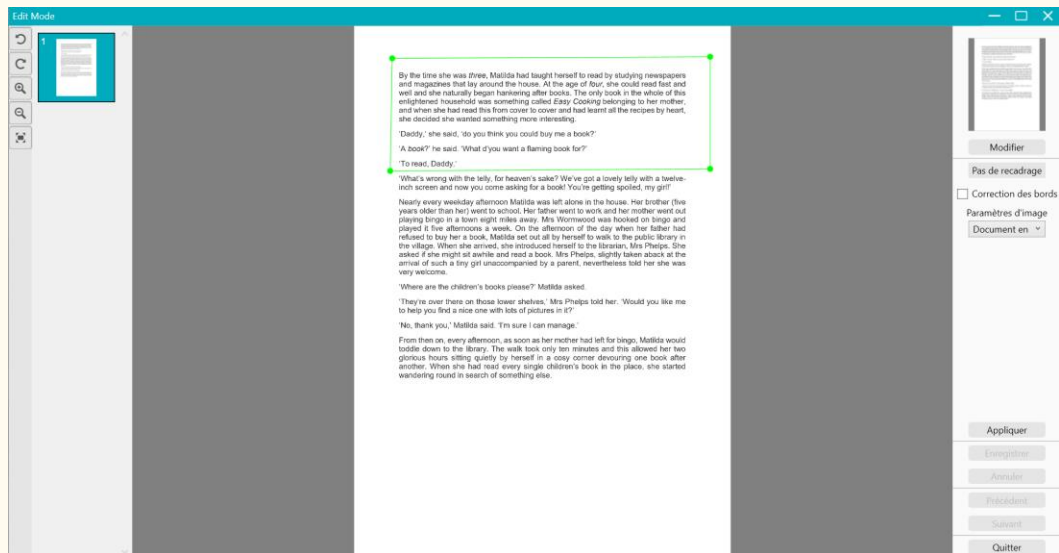 Edit Mode
1
By the time she was three, Matilda had taught herself to read by studying newspapers
and magazines that lay around the house. At the age of four, she could read fast and
well and she naturally began hankering after books. The only book in the whole of this
enlightened household was something called Easy Cooking belonging to her mother,
and when she had read this from cover to cover and had learnt all the recipes by heart,
she decided she wanted something more interesting.
'Daddy,' she said, 'do you think you could buy me a book?'
'A book?' he said. 'What d'you want a flaming book for?'
'To read, Daddy.'
'What's wrong with the telly, for heaven's sake? We've got a lovely telly with a twelve-
inch screen and now you come asking for a book! You're getting spoiled, my girl!'
Nearly every weekday afternoon Matilda was left alone in the house. Her brother (five
years older than her) went to school. Her father went to work and her mother went out
playing bingo in a town eight miles away. Mrs Wormwood was hooked on bingo and
played it five afternoons a week. On the afternoon of the day when her father had
refused to buy her a book, Matilda set out all by herself to walk to the public library in
the village. When she arrived, she introduced herself to the librarian, Mrs Phelps. She
asked if she might sit awhile and read a book. Mrs Phelps, slightly taken aback at the
arrival of such a tiny girl unaccompanied by a parent, nevertheless told her she was
very welcome.
'Where are the children's books please?' Matilda asked.
'They're over there on those lower shelves,' Mrs Phelps told her. 'Would you like me
to help you find a nice one with lots of pictures in it?'
'No, thank you,' Matilda said. 'I'm sure I can manage.'
From then on, every afternoon, as soon as her mother had left for bingo, Matilda would
toddle down to the library. The walk took only ten minutes and this allowed her two
glorious hours sitting quietly by herself in a cosy corner devouring one book after
another. When she had read every single children's book in the place, she started
wandering round in search of something else.
Modifier
Pas de recadrage
Correction des bords
Paramètres d'image
Document en
Appliquer
Enregistrer
Annuler
Précédent
Suivant
Quitter